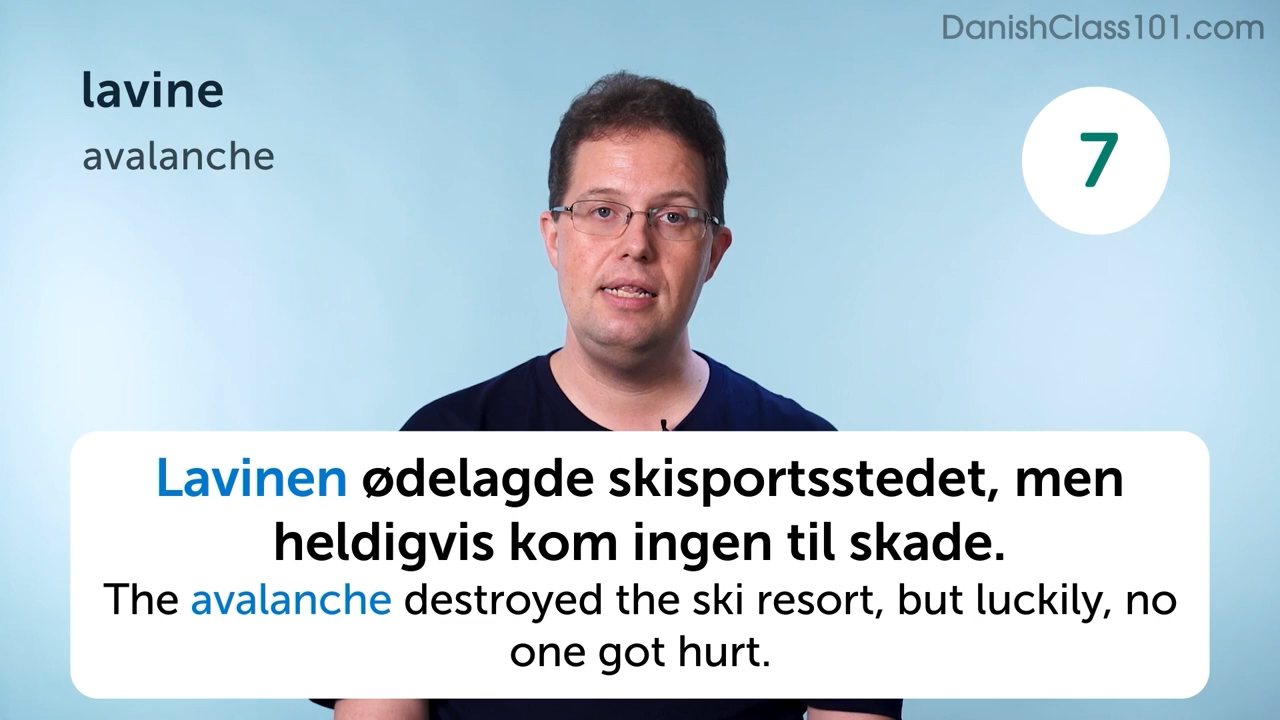 DanishClass101.com
lavine
avalanche
7
Lavinen ødelagde skisportsstedet, men
heldigvis kom ingen til skade.
The avalanche destroyed the ski resort, but luckily, no
one got hurt.